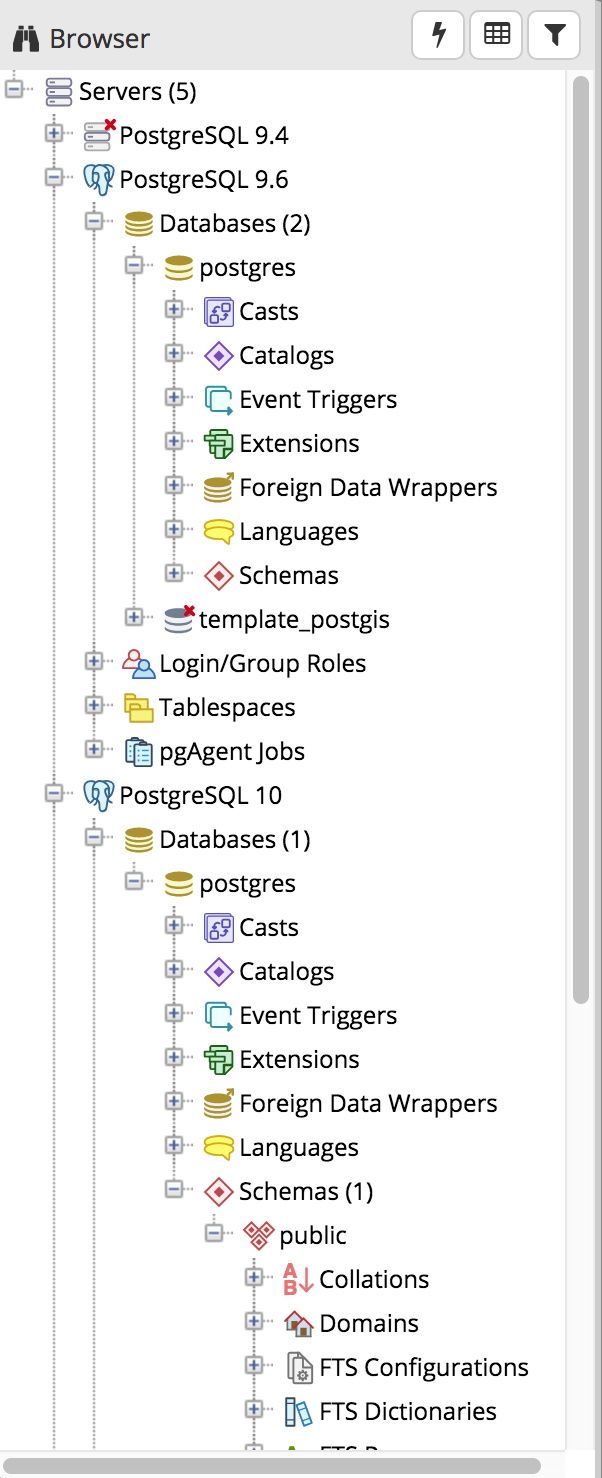 Browser
Servers (5)
PostgreSQL 9.4
PostgreSQL 9.6
Databases (2)
postgres
Casts
Catalogs
Event Triggers
Extensions
Foreign Data Wrappers
Languages
Schemas
template_postgis
Login/Group Roles
Tablespaces
pgAgent Jobs
PostgreSQL 10
Databases (1)
postgres
Casts
Catalogs
Event Triggers
Extensions
Foreign Data Wrappers
Languages
Schemas (1)
public
A
B
Collations
Domains
FTS Configurations
FTS Dictionaries
FTS